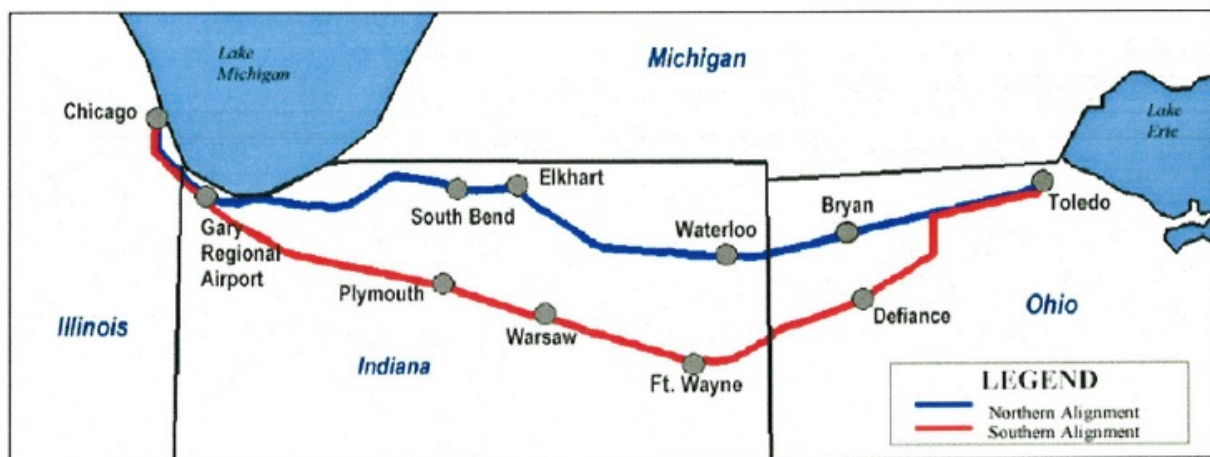 Lake
Michigan
Michigan
Chicago
Lake
Erie
Elkhart
South Bend
Bryan
Toledo
Waterloo
Gary
Regional
Airport
Plymouth
Defiance
Illinois
Warsaw
Ohio
Indiana
Ft. Wayne
LEGEND
Northern Alignment
Southern Alignment